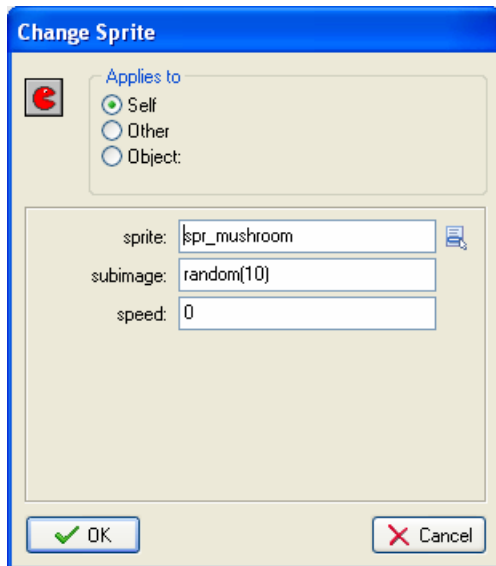 Change Sprite
Applies to
Self
Other
Object:
sprite: spr_mushroom
subimage: random(10)
speed: 0
OK Cancel